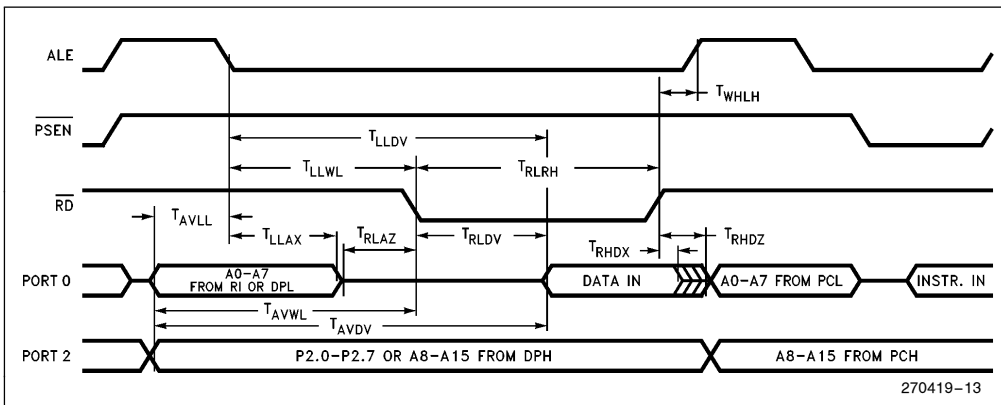 ALE
TWHLH
PSEN
TLLDV
TLLWL
TRLRH
RD
TAVLL
TLLAX
TRLAZ
TRLDV
TRHDX
TRHDZ
PORT 0
A0–A7
FROM RI OR DPL
DATA IN
A0–A7 FROM PCL
INSTR. IN
TAVWL
TAVDV
PORT 2
P2.0–P2.7 OR A8–A15 FROM DPH
A8–A15 FROM PCH
270419–13